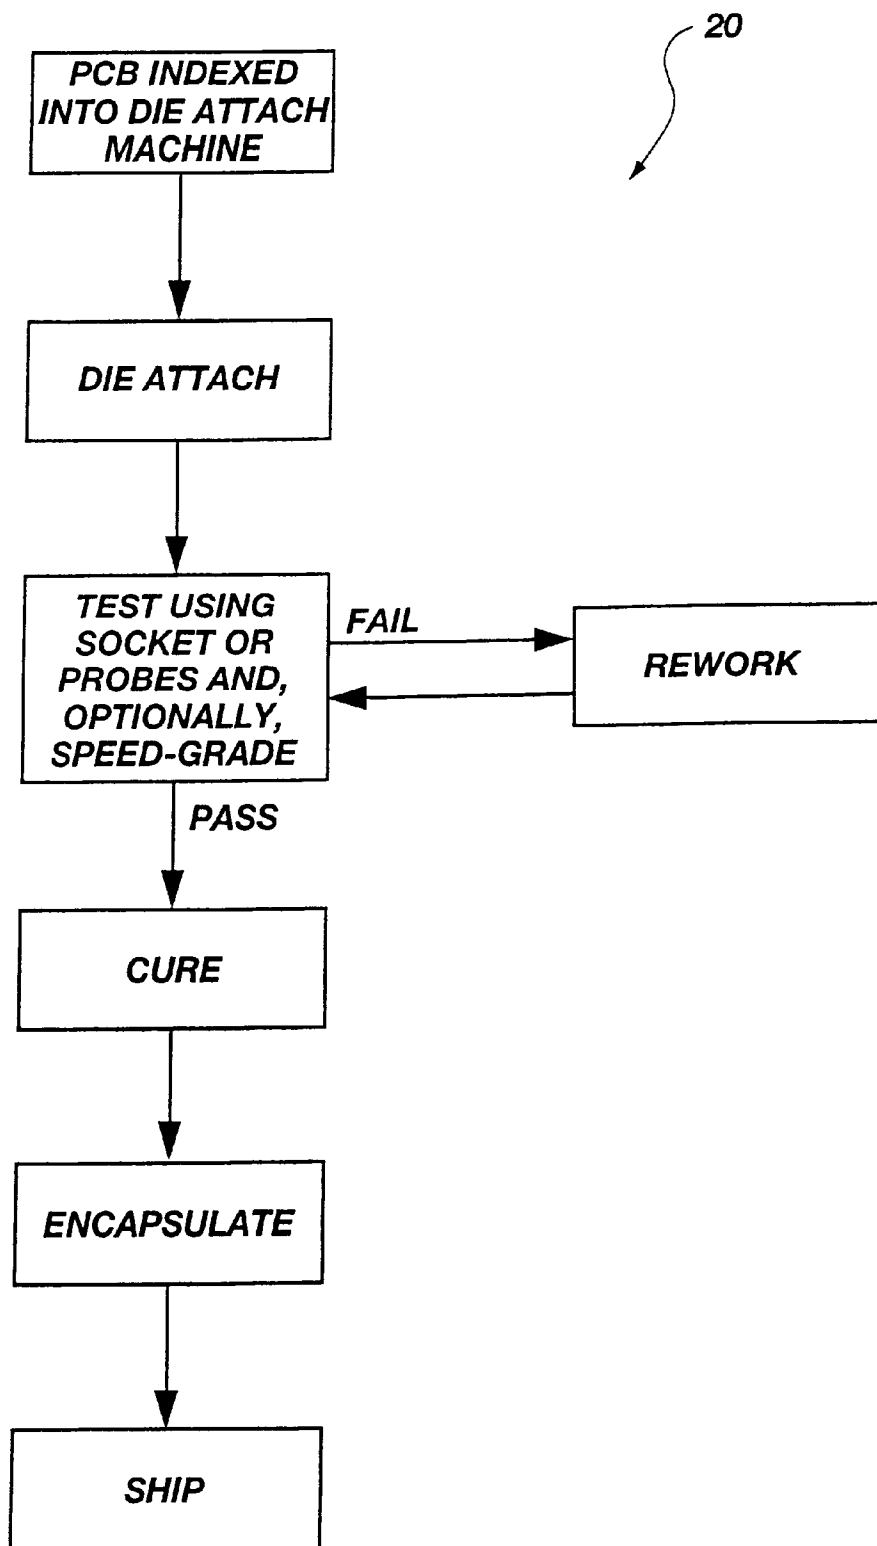 20
PCB INDEXED
INTO DIE ATTACH
MACHINE
DIE ATTACH
TEST USING
SOCKET OR
PROBES AND,
OPTIONALLY,
SPEED-GRADE
FAIL
REWORK
PASS
CURE
ENCAPSULATE
SHIP